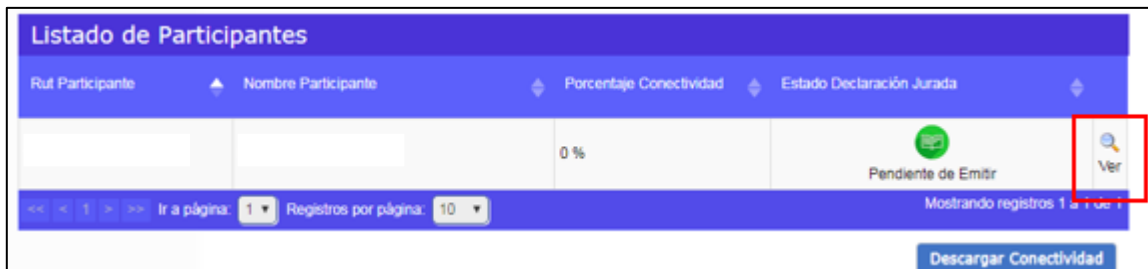 Listado de Participantes
Rut Participante Nombre Participante Porcentaje Conectividad Estado Declaración Jurada
0 %
Pendiente de Emitir Ver
<< < 1 > >> Ir a página: 1 Registros por página: 10 Mostrando registros 1 a 1 de 1
Descargar Conectividad